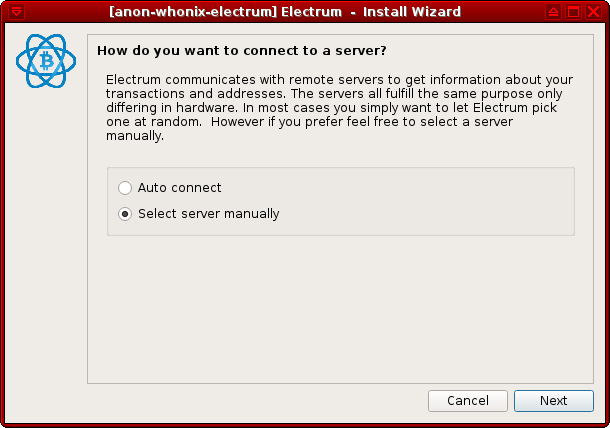 [anon-whonix-electrum] Electrum  -  Install Wizard
How do you want to connect to a server?
Electrum communicates with remote servers to get information about your
transactions and addresses. The servers all fulfill the same purpose only
differing in hardware. In most cases you simply want to let Electrum pick
one at random.  However if you prefer feel free to select a server
manually.
Auto connect
Select server manually
Cancel
Next